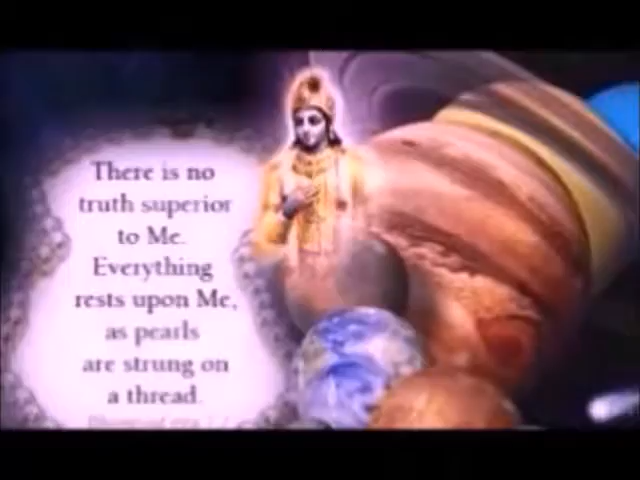 There is no
truth superior
to Me.
Everything
rests upon Me,
as pearls
are strung on
a thread.